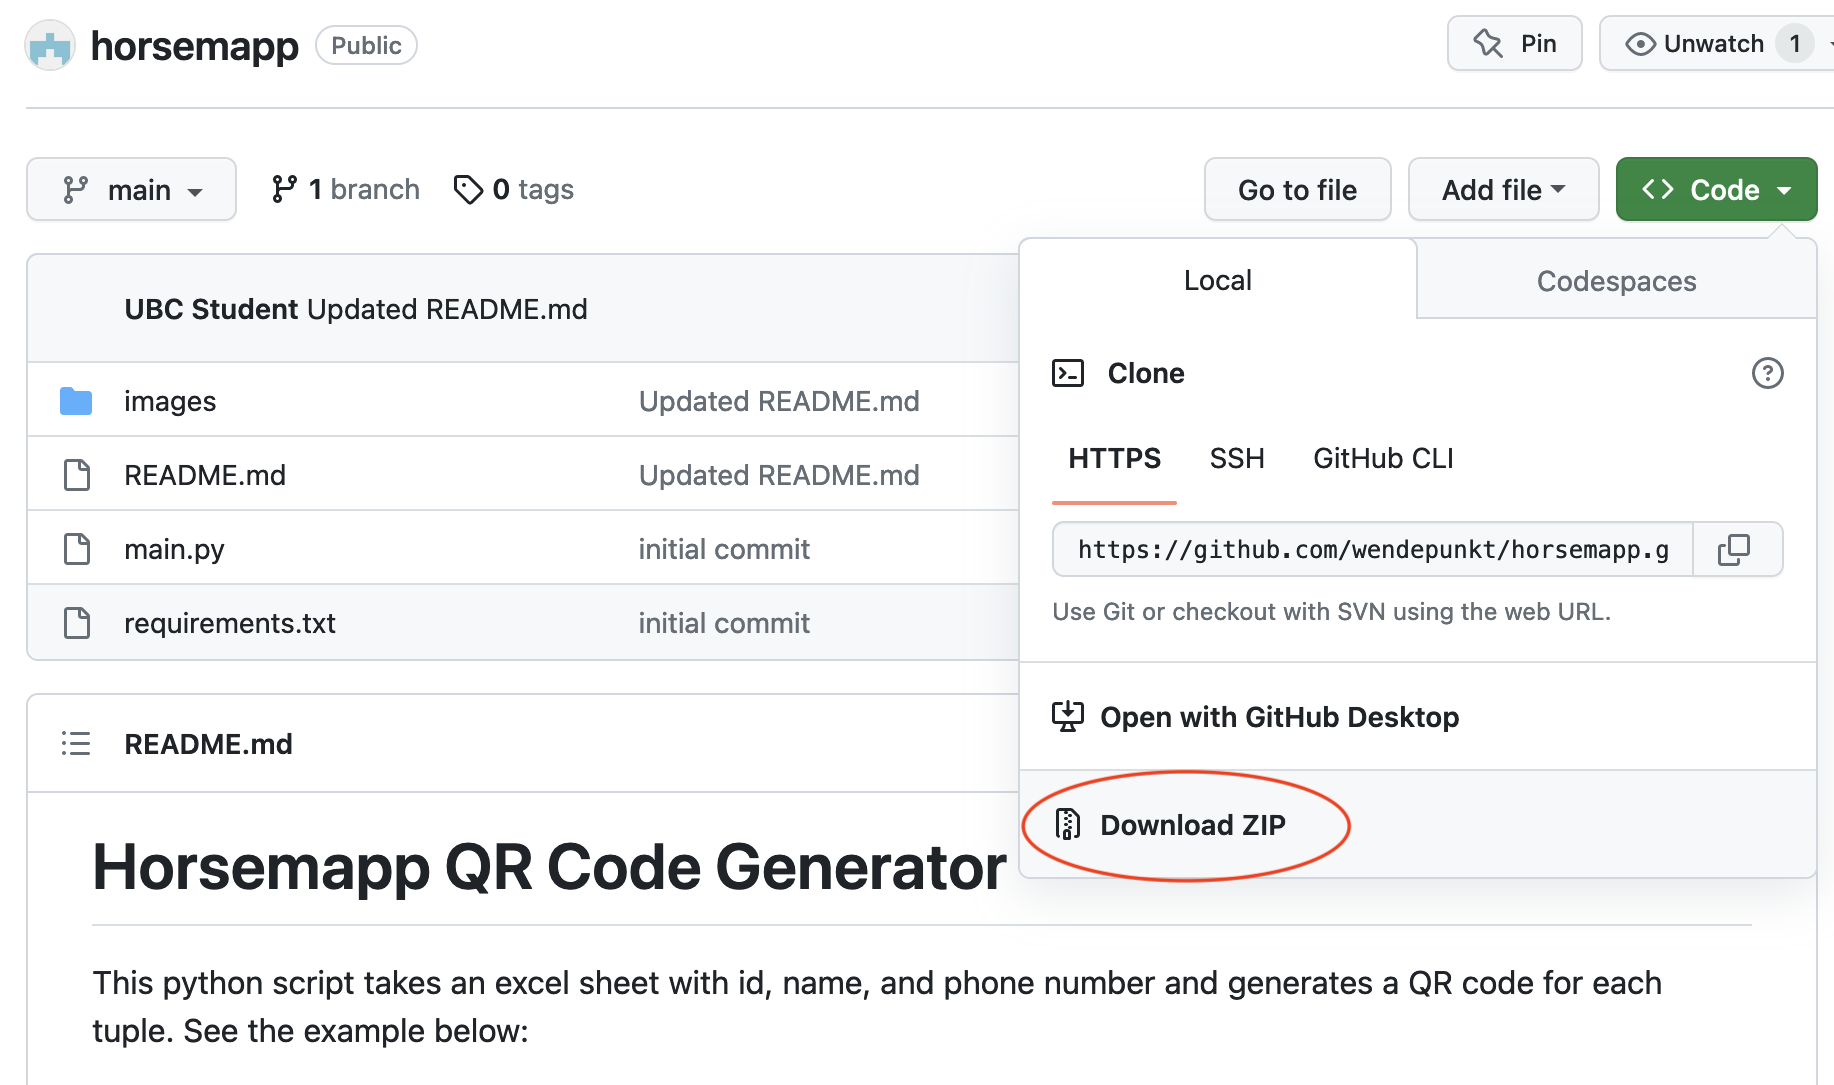 horsemapp Public Pin Unwatch 1
main 1 branch 0 tags Go to file Add file Code
Local Codespaces
UBC Student Updated README.md
Clone
images Updated README.md
HTTPS SSH GitHub CLI
README.md Updated README.md
main.py initial commit
https://github.com/wendepunkt/horsemapp.g
Use Git or checkout with SVN using the web URL.
requirements.txt initial commit
Open with GitHub Desktop
README.md
Download ZIP
Horsemapp QR Code Generator
This python script takes an excel sheet with id, name, and phone number and generates a QR code for each
tuple. See the example below: